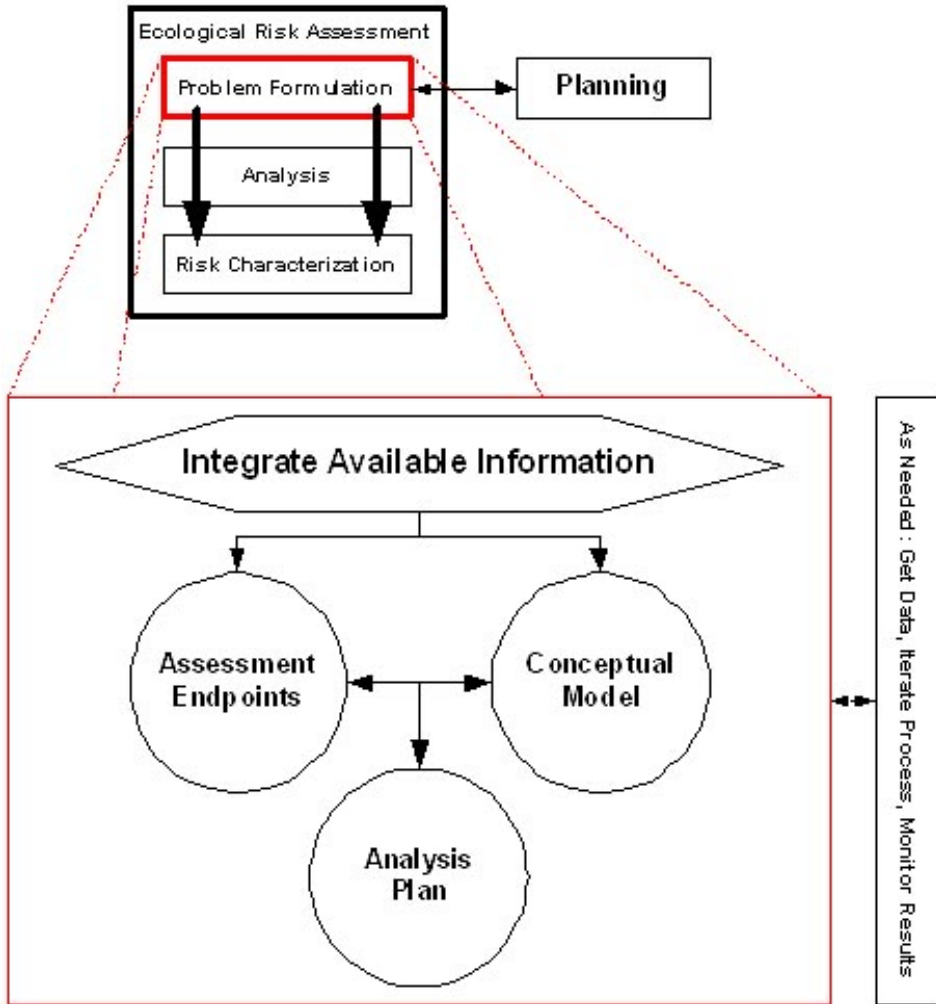 Ecological Risk Assessment
Problem Formulation
Planning
Analysis
Risk Characterization
Integrate Available Information
Assessment
Endpoints
Conceptual
Model
Analysis
Plan
As Needed : Get Data, Iterate Process, Monitor Results